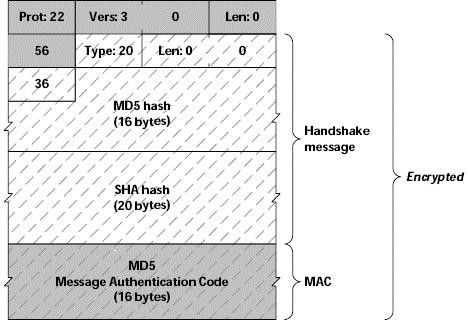 Prot: 22 Vers: 3 0 Len: 0
56 Type: 20 Len: 0 0
36
MD5 hash
(16 bytes)
Handshake
message
Encrypted
SHA hash
(20 bytes)
MD5
Message Authentication Code
(16 bytes)
MAC